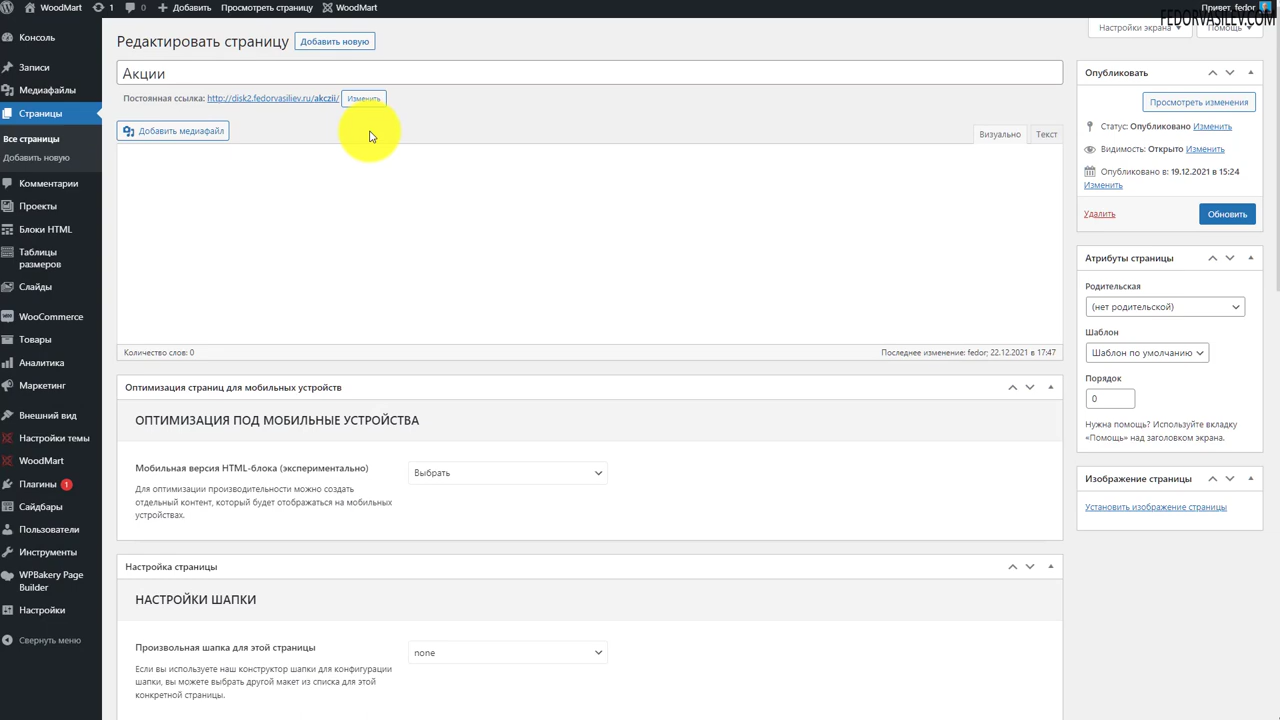 WoodMart 1 0 Добавить Просмотреть страницу WoodMart Привет, fedor
FEDORVASILEV.COM
Консоль
Записи
Медиафайлы
Страницы
Все страницы
Добавить новую
Комментарии
Проекты
Блоки HTML
Таблицы
размеров
Слайды
WooCommerce
Товары
Аналитика
Маркетинг
Внешний вид
Настройки темы
WoodMart
Плагины 1
Сайдбары
Пользователи
Инструменты
WPBakery Page
Builder
Настройки
Свернуть меню
Настройки экрана Помощь
Редактировать страницу Добавить новую
Акции
Постоянная ссылка: http://disk2.fedorvasiliev.ru/akczii/ Изменить
Добавить медиафайл
Визуально Текст
Количество слов: 0 Последнее изменение: fedor; 22.12.2021 в 17:47
Оптимизация страниц для мобильных устройств
ОПТИМИЗАЦИЯ ПОД МОБИЛЬНЫЕ УСТРОЙСТВА
Мобильная версия HTML-блока (экспериментально) Выбрать
Для оптимизации производительности можно создать
отдельный контент, который будет отображаться на мобильных
устройствах.
Настройка страницы
НАСТРОЙКИ ШАПКИ
Произвольная шапка для этой страницы none
Если вы используете наш конструктор шапки для конфигурации
шапки, вы можете выбрать другой макет из списка для этой
конкретной страницы.
Опубликовать
Просмотреть изменения
Статус: Опубликовано Изменить
Видимость: Открыто Изменить
Опубликовано в: 19.12.2021 в 15:24
Изменить
Удалить Обновить
Атрибуты страницы
Родительская
(нет родительской)
Шаблон
Шаблон по умолчанию
Порядок
0
Нужна помощь? Используйте вкладку
«Помощь» над заголовком экрана.
Изображение страницы
Установить изображение страницы